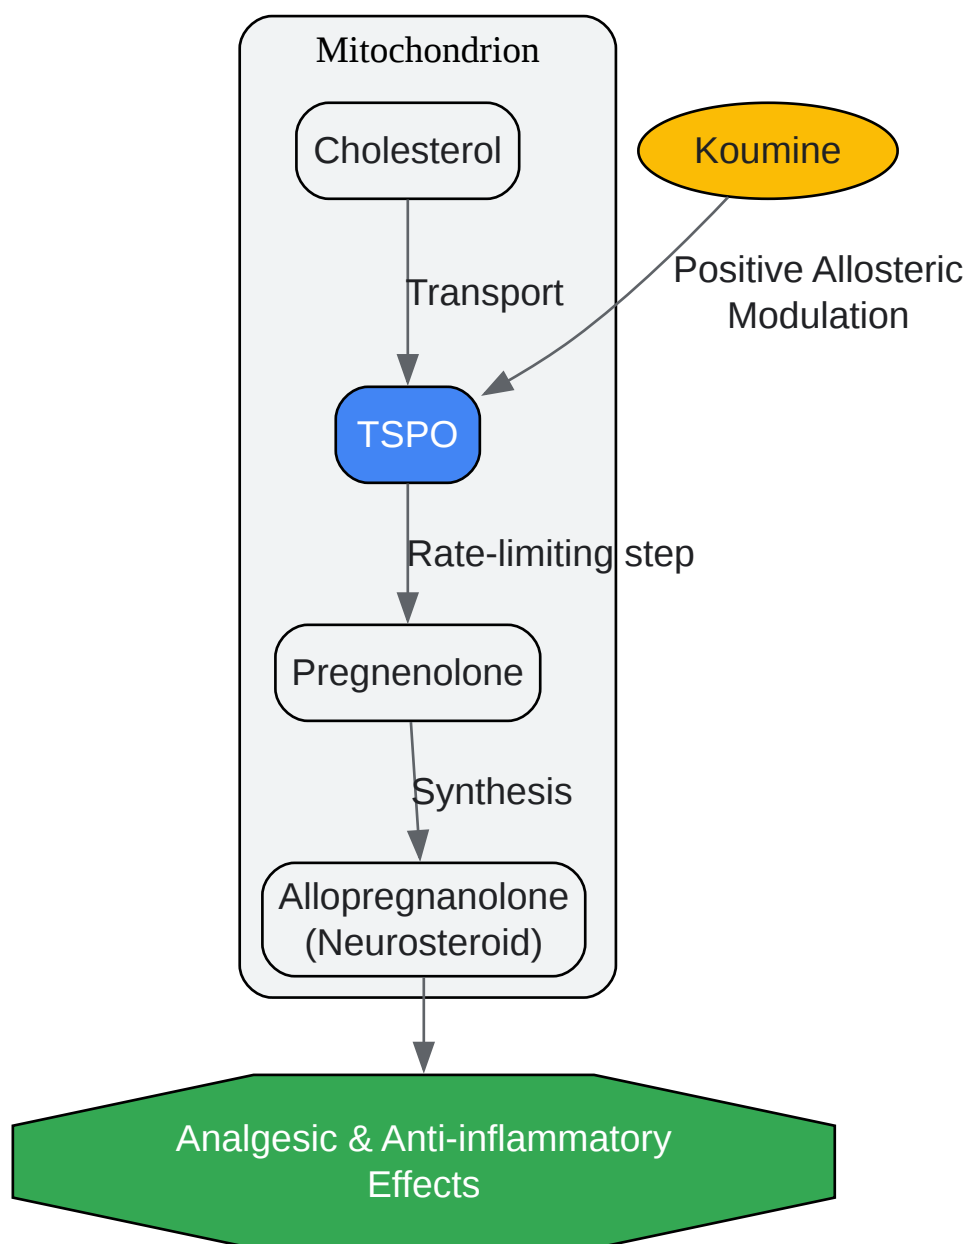 Mitochondrion
Cholesterol
Koumine
Positive Allosteric
Modulation
Transport
TSPO
Rate-limiting step
Pregnenolone
Synthesis
Allopregnanolone
(Neurosteroid)
Analgesic & Anti-inflammatory
Effects